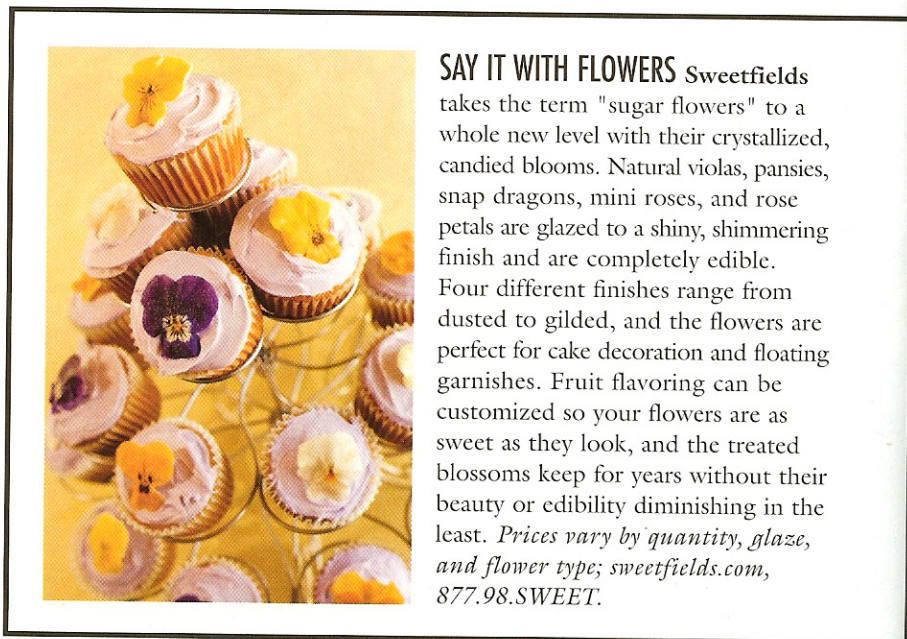 SAY IT WITH FLOWERS Sweetfields
takes the term "sugar flowers" to a
whole new level with their crystallized,
candied blooms. Natural violas, pansies,
snap dragons, mini roses, and rose
petals are glazed to a shiny, shimmering
finish and are completely edible.
Four different finishes range from
dusted to gilded, and the flowers are
perfect for cake decoration and floating
garnishes. Fruit flavoring can be
customized so your flowers are as
sweet as they look, and the treated
blossoms keep for years without their
beauty or edibility diminishing in the
least. Prices vary by quantity, glaze,
and flower type; sweetfields.com,
877.98.SWEET.